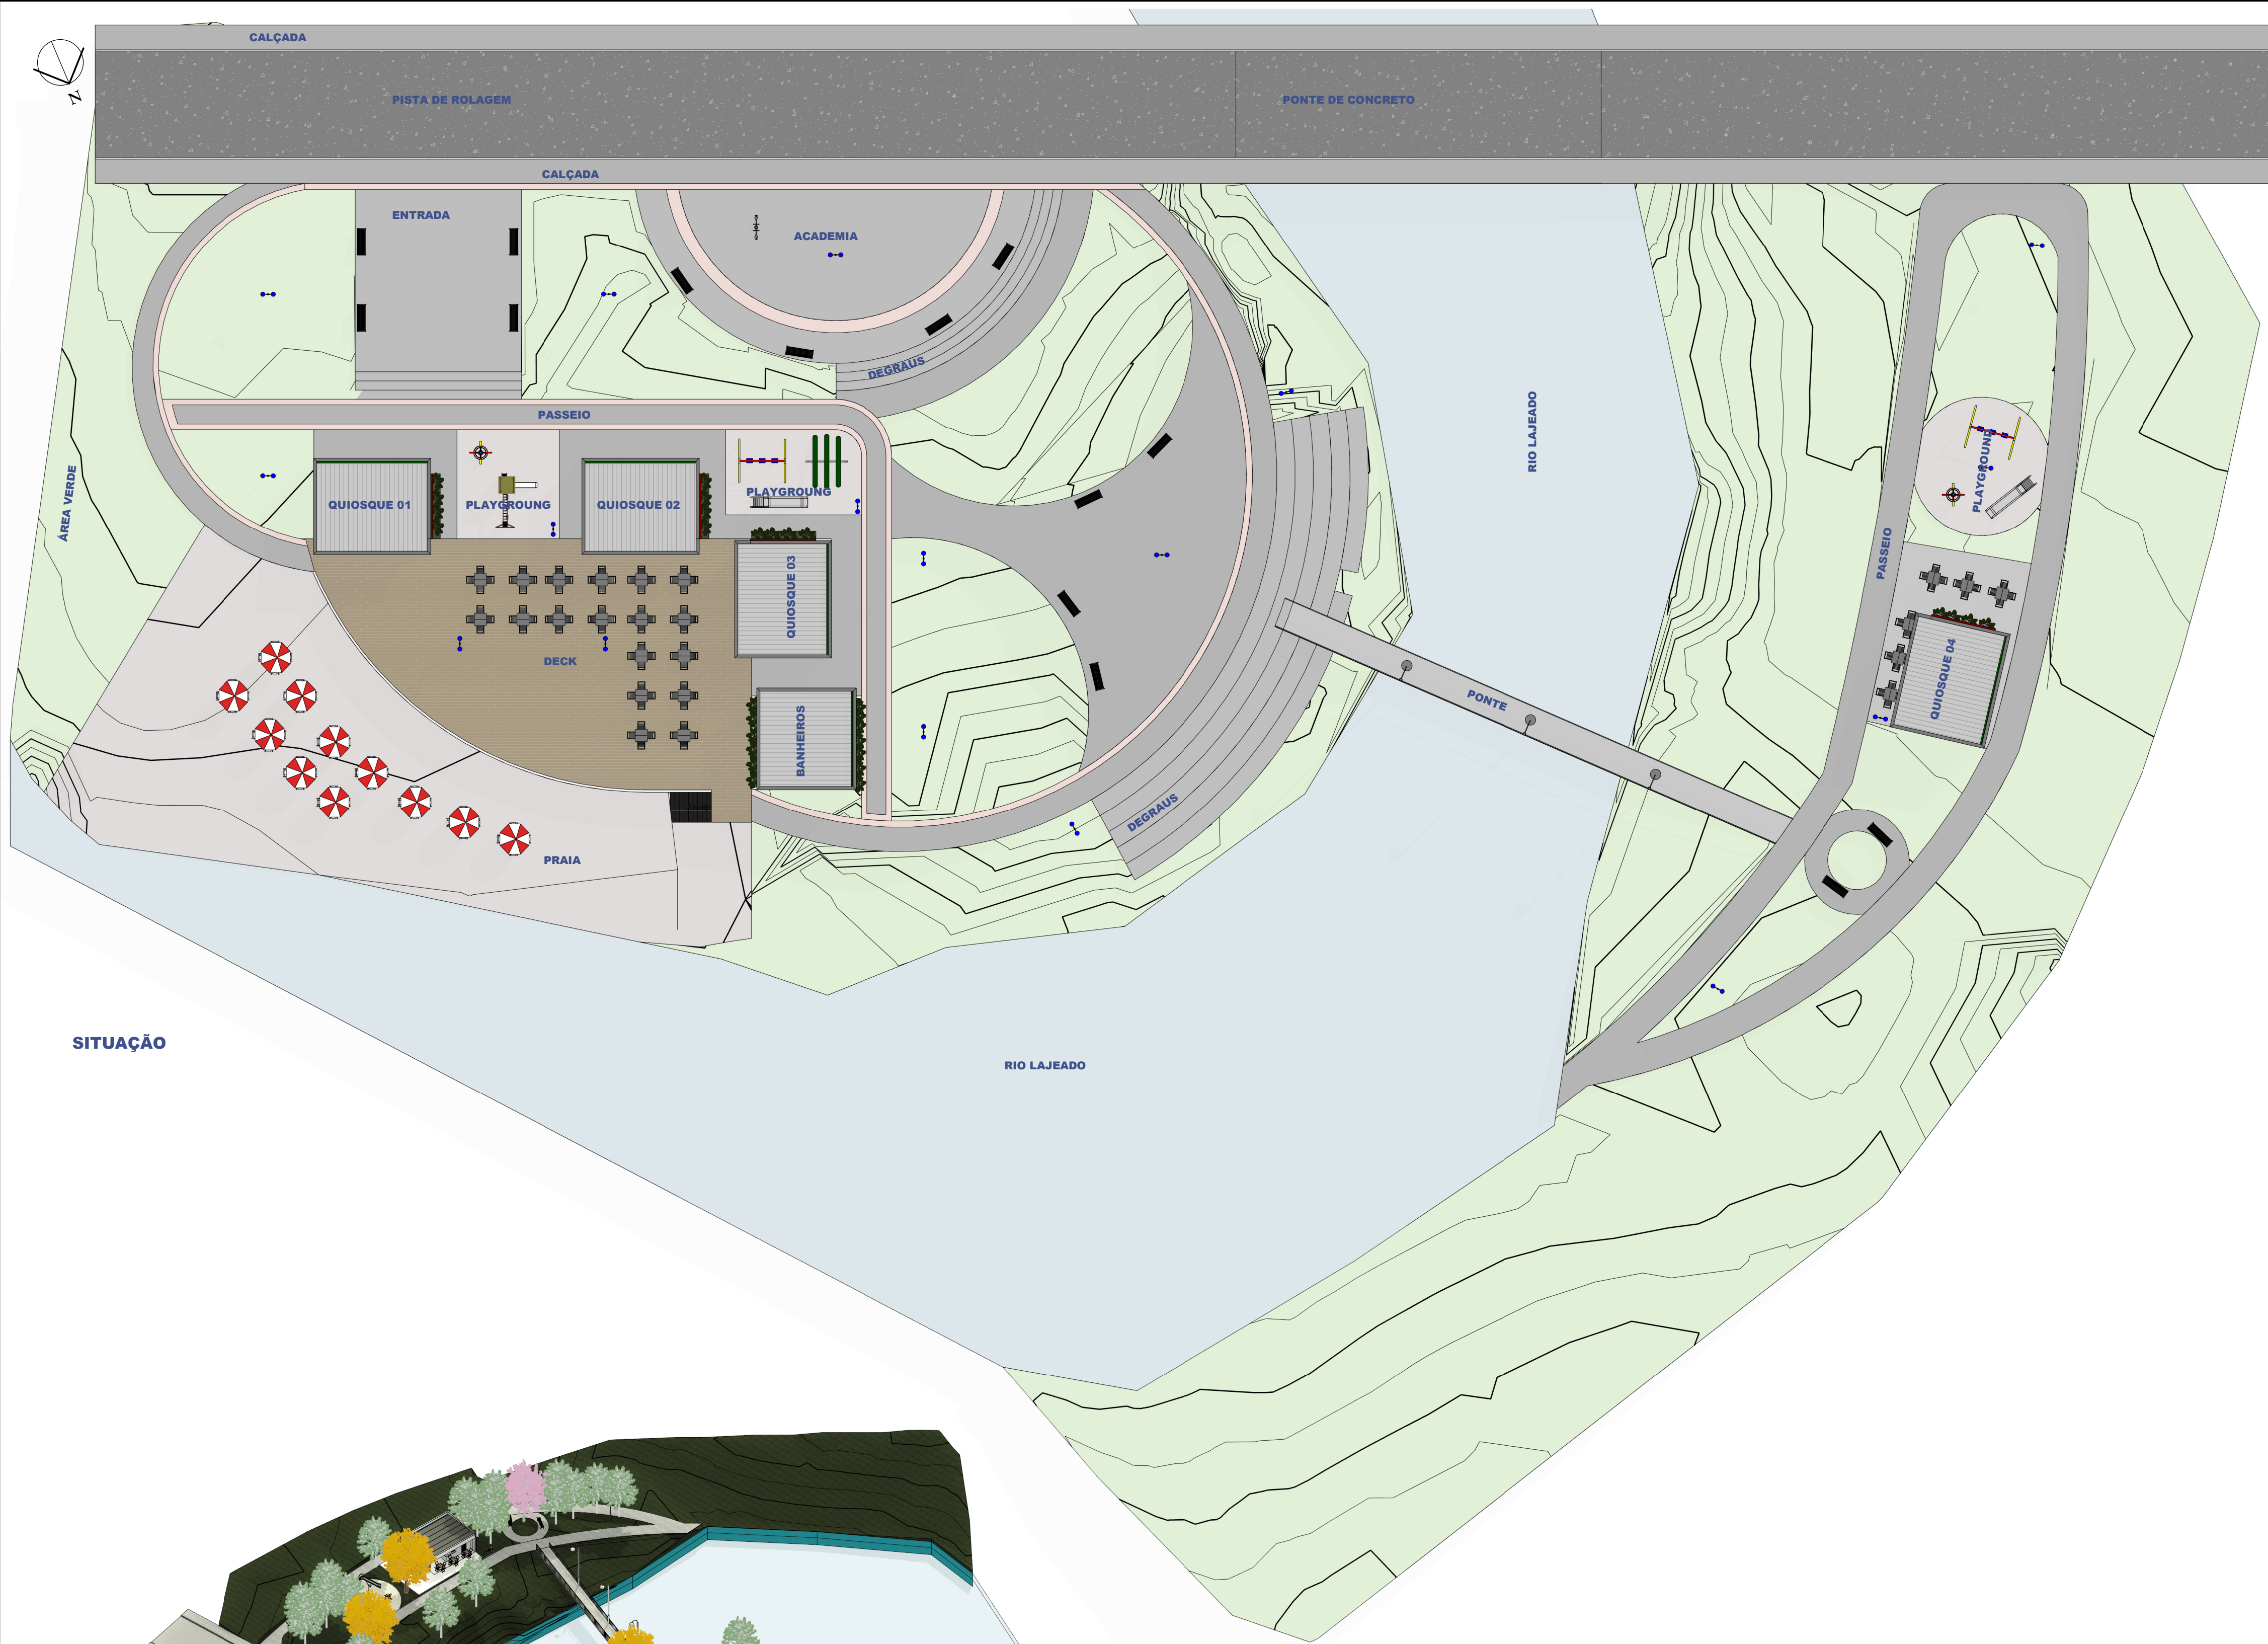 CALÇADA
N
PISTA DE ROLAGEM
PONTE DE CONCRETO
CALÇADA
ENTRADA
ACADEMIA
DEGRAUS
PASSEIO
RIO LAJEADO
ÁREA VERDE
QUIOSQUE 01
PLAYGROUNG
QUIOSQUE 02
PLAYGROUNG
QUIOSQUE 03
PLAYGROUND
PASSEIO
DECK
PONTE
QUIOSQUE 04
BANHEIROS
DEGRAUS
PRAIA
SITUAÇÃO
RIO LAJEADO